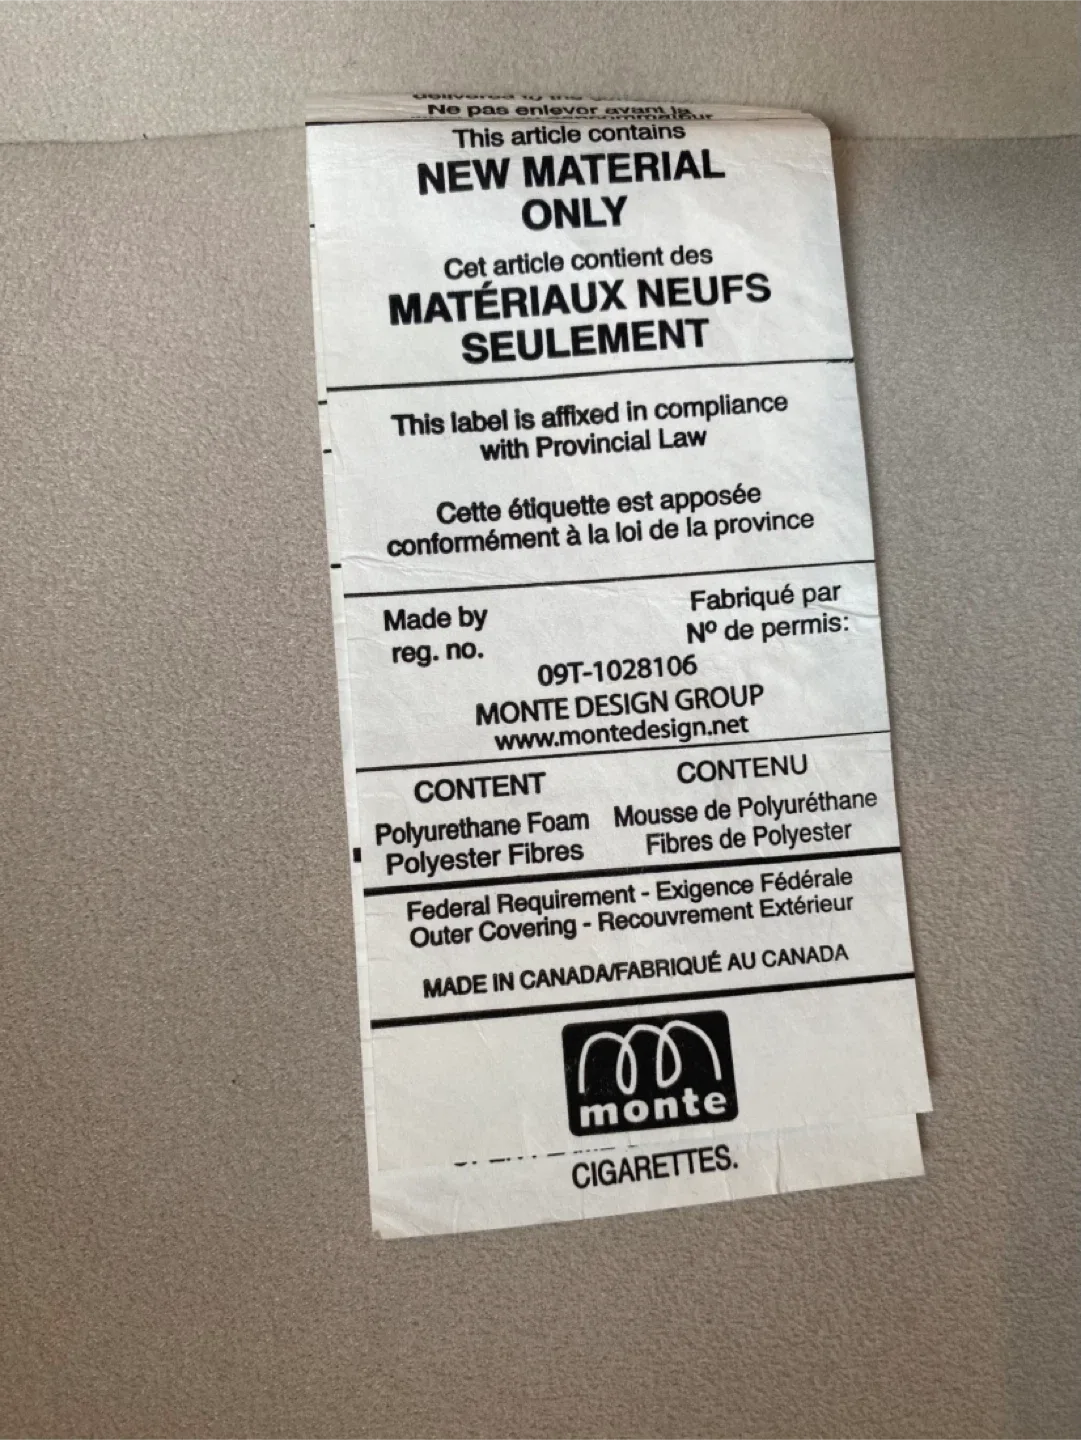 delivered to the
Ne pas enlever avant la
consommateur
This article contains
NEW MATERIAL
ONLY
Cet article contient des
MATÉRIAUX NEUFS
SEULEMENT
This label is affixed in compliance
with Provincial Law
Cette étiquette est apposée
conformément à la loi de la province
Made by
reg. no.
Fabriqué par
Nº de permis:
09T-1028106
MONTE DESIGN GROUP
www.montedesign.net
CONTENT
Polyurethane Foam
Polyester Fibres
CONTENU
Mousse de Polyuréthane
Fibres de Polyester
Federal Requirement - Exigence Fédérale
Outer Covering - Recouvrement Extérieur
MADE IN CANADA/FABRIQUÉ AU CANADA
monte
CIGARETTES.